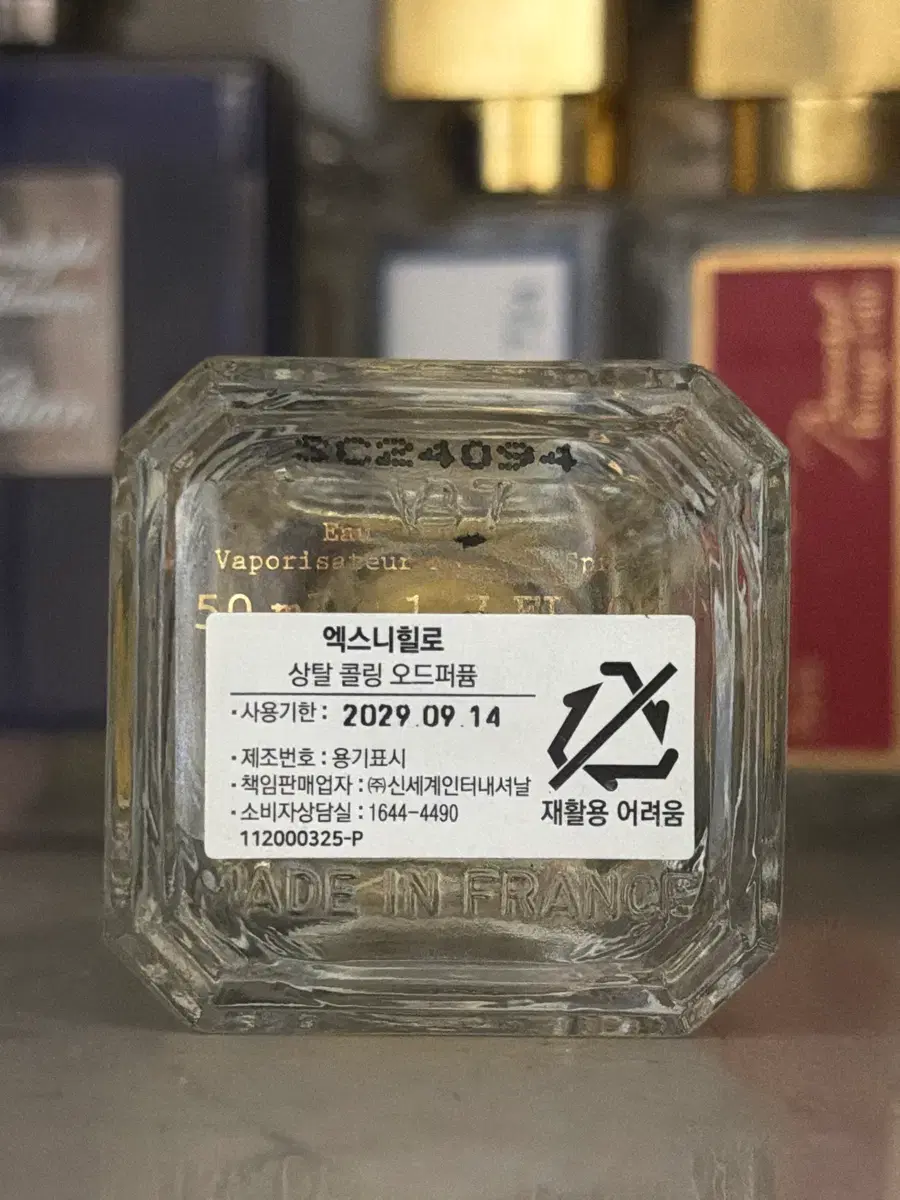 Eau
Vaporisateur
50 ml
엑스니힐로
상탈 콜링 오드퍼퓸
·사용기한 : 2029.09.14
·제조번호 : 용기표시
·책임판매업자 : ㈜신세계인터내셔날
·소비자상담실 : 1644-4490
112000325-P
재활용 어려움
MADE IN FRANCE